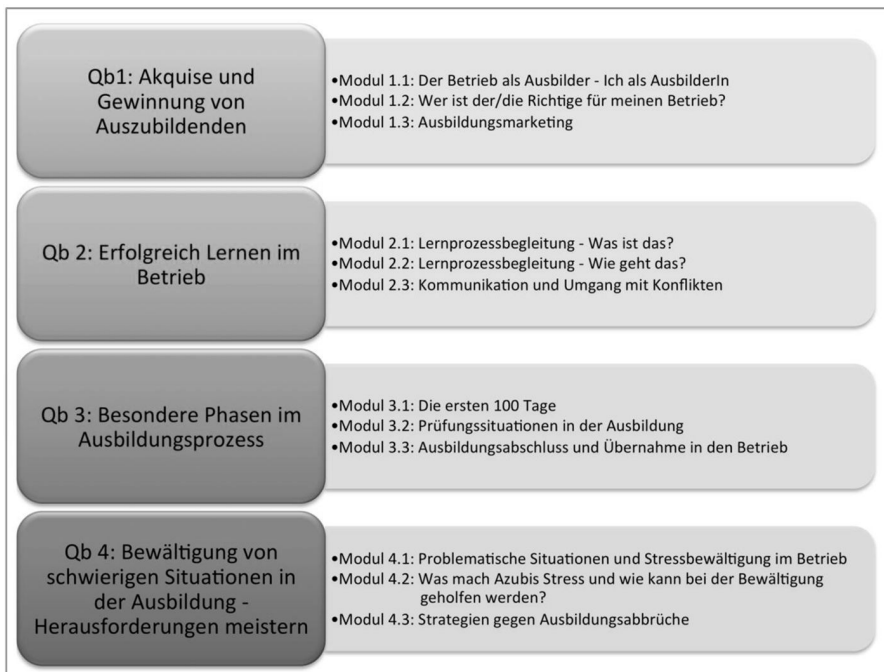 Qb1: Akquise und
Gewinnung von
Auszubildenden
•Modul 1.1: Der Betrieb als Ausbilder - Ich als AusbilderIn
•Modul 1.2: Wer ist der/die Richtige für meinen Betrieb?
•Modul 1.3: Ausbildungsmarketing
Qb 2: Erfolgreich Lernen im
Betrieb
•Modul 2.1: Lernprozessbegleitung - Was ist das?
•Modul 2.2: Lernprozessbegleitung - Wie geht das?
•Modul 2.3: Kommunikation und Umgang mit Konflikten
Qb 3: Besondere Phasen im
Ausbildungsprozess
•Modul 3.1: Die ersten 100 Tage
•Modul 3.2: Prüfungssituationen in der Ausbildung
•Modul 3.3: Ausbildungsabschluss und Übernahme in den Betrieb
Qb 4: Bewältigung von
schwierigen Situationen in
der Ausbildung -
Herausforderungen meistern
•Modul 4.1: Problematische Situationen und Stressbewältigung im Betrieb
•Modul 4.2: Was mach Azubis Stress und wie kann bei der Bewältigung
geholfen werden?
•Modul 4.3: Strategien gegen Ausbildungsabbrüche